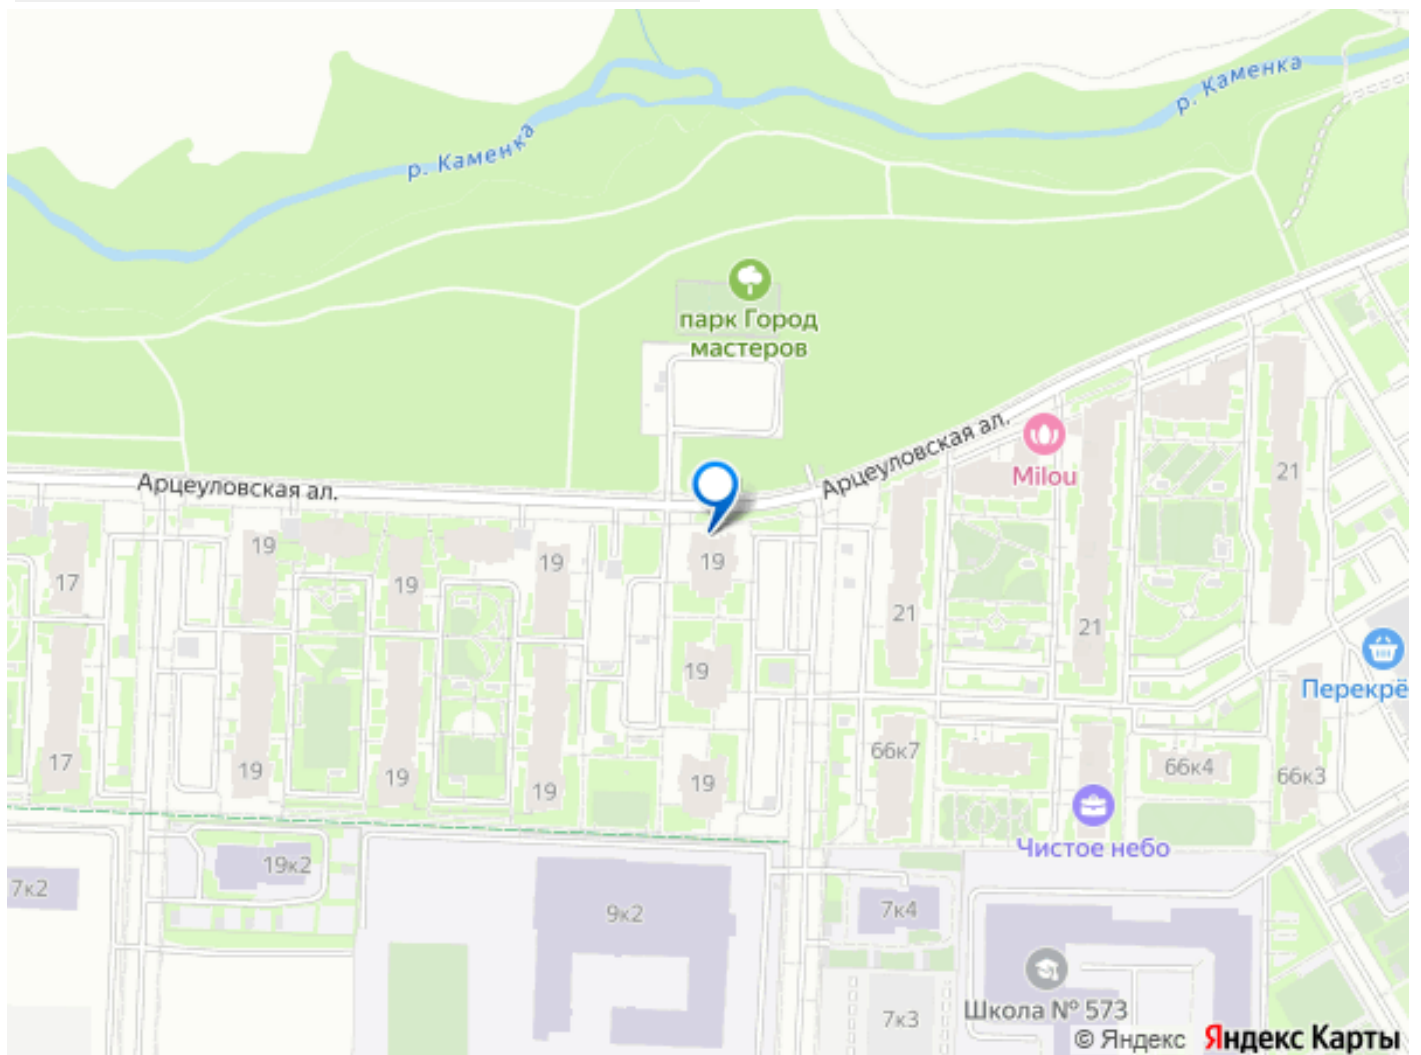 р. Каменка
р. Каменка
парк Город
мастеров
Арцеуловская ал.
Milou
Арцеуловская ал.
21
19
19
19
19
17
21
21
19
Перекрё
66к7
66к4
66к3
17
19
19
19
19
Чистое небо
19к2
7к2
9к2
7к4
Школа № 573
7к3
© Яндекс Яндекс Карты